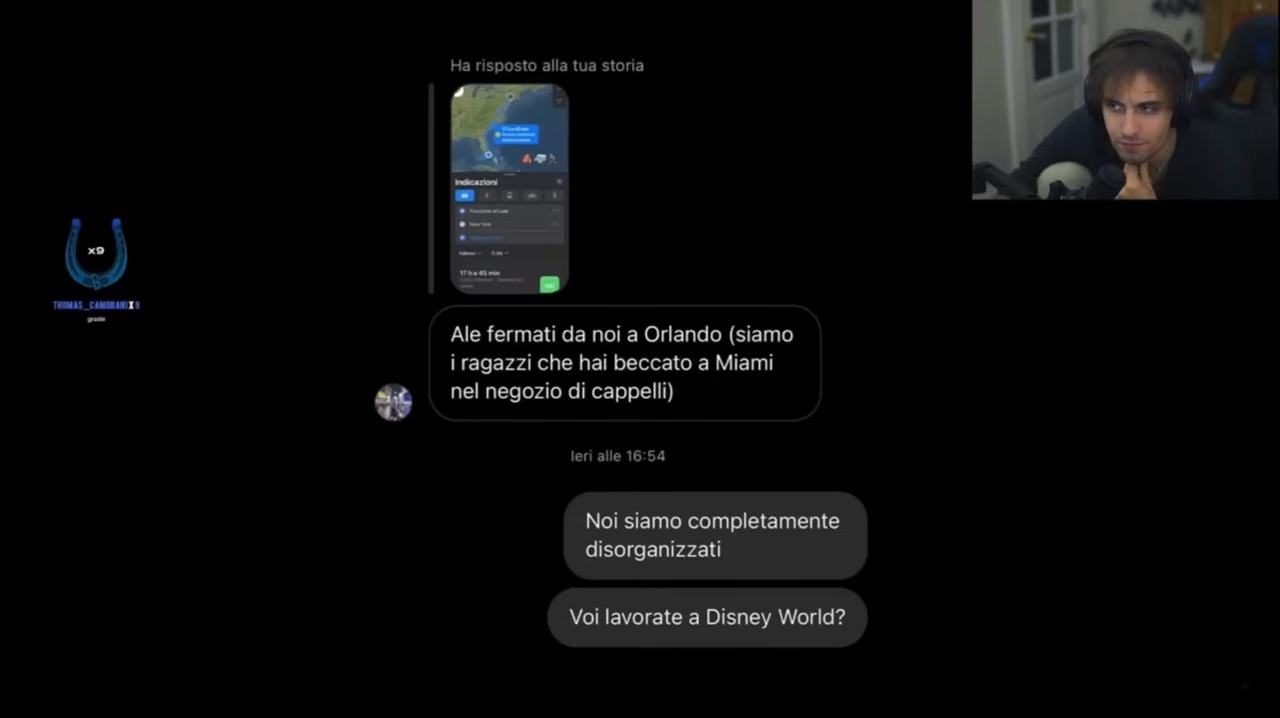 Ha risposto alla tua storia
Indicazioni
New York
17 h e 45 min
Ale fermati da noi a Orlando (siamo
i ragazzi che hai beccato a Miami
nel negozio di cappelli)
x9
THOMAS_CAMORANI X 9
grazie
Ieri alle 16:54
Noi siamo completamente
disorganizzati
Voi lavorate a Disney World?